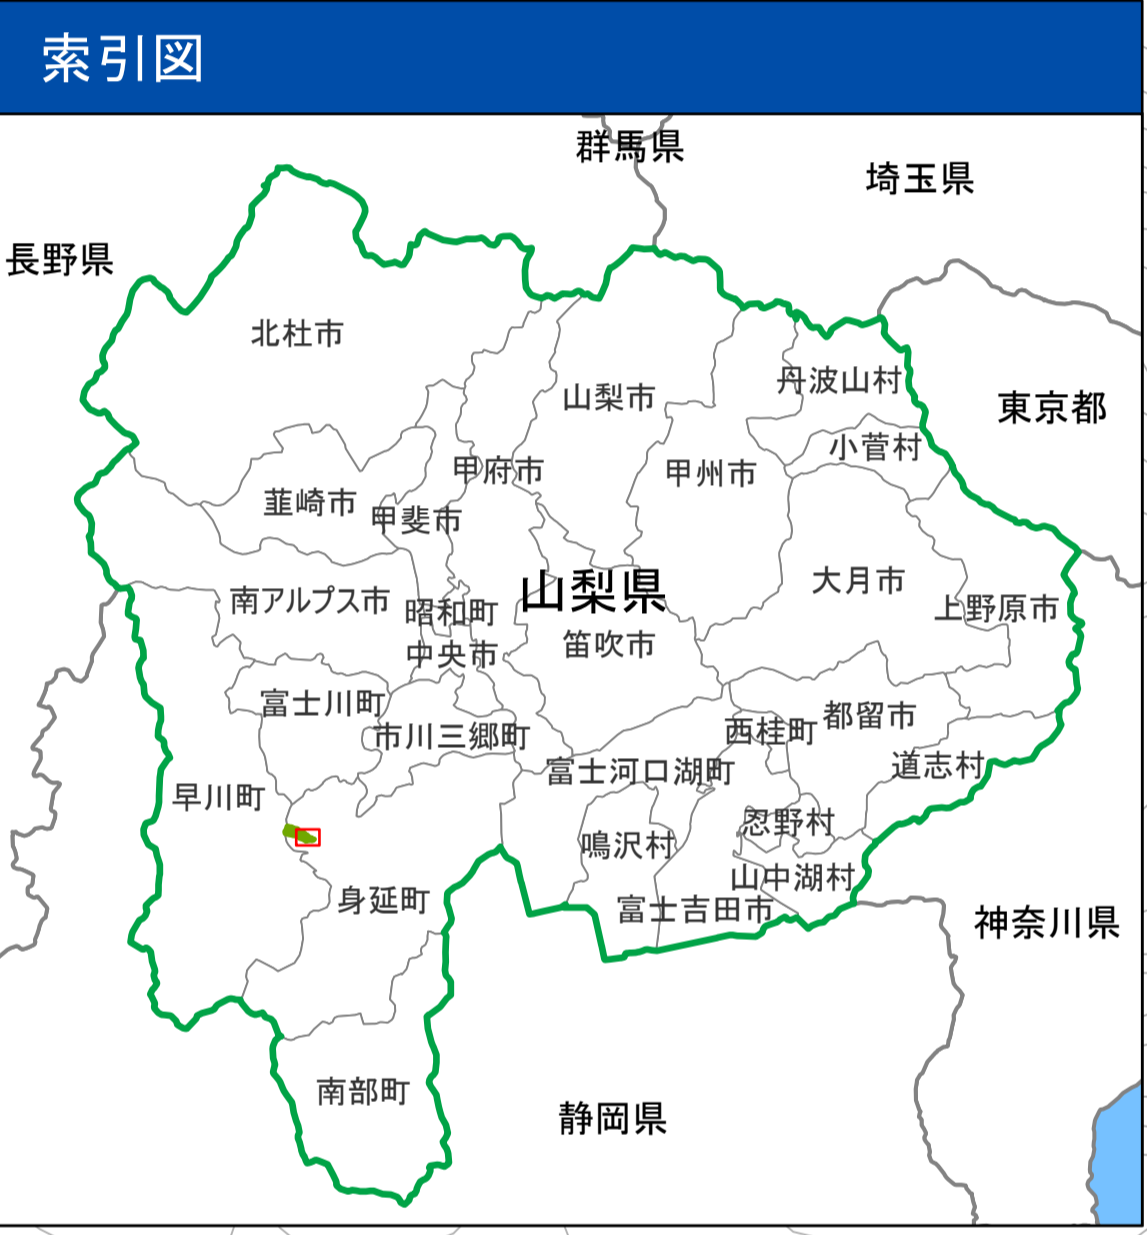 索引図
群馬県
埼玉県
長野県
北杜市
丹波山村
山梨市
東京都
小菅村
甲府市
甲州市
韮崎市
甲斐市
大月市
山梨県
南アルプス市
昭和町
上野原市
笛吹市
中央市
富士川町
都留市
西桂町
市川三郷町
道志村
富士河口湖町
早川町
忍野村
鳴沢村
山中湖村
身延町
富士吉田市
神奈川県
南部町
静岡県